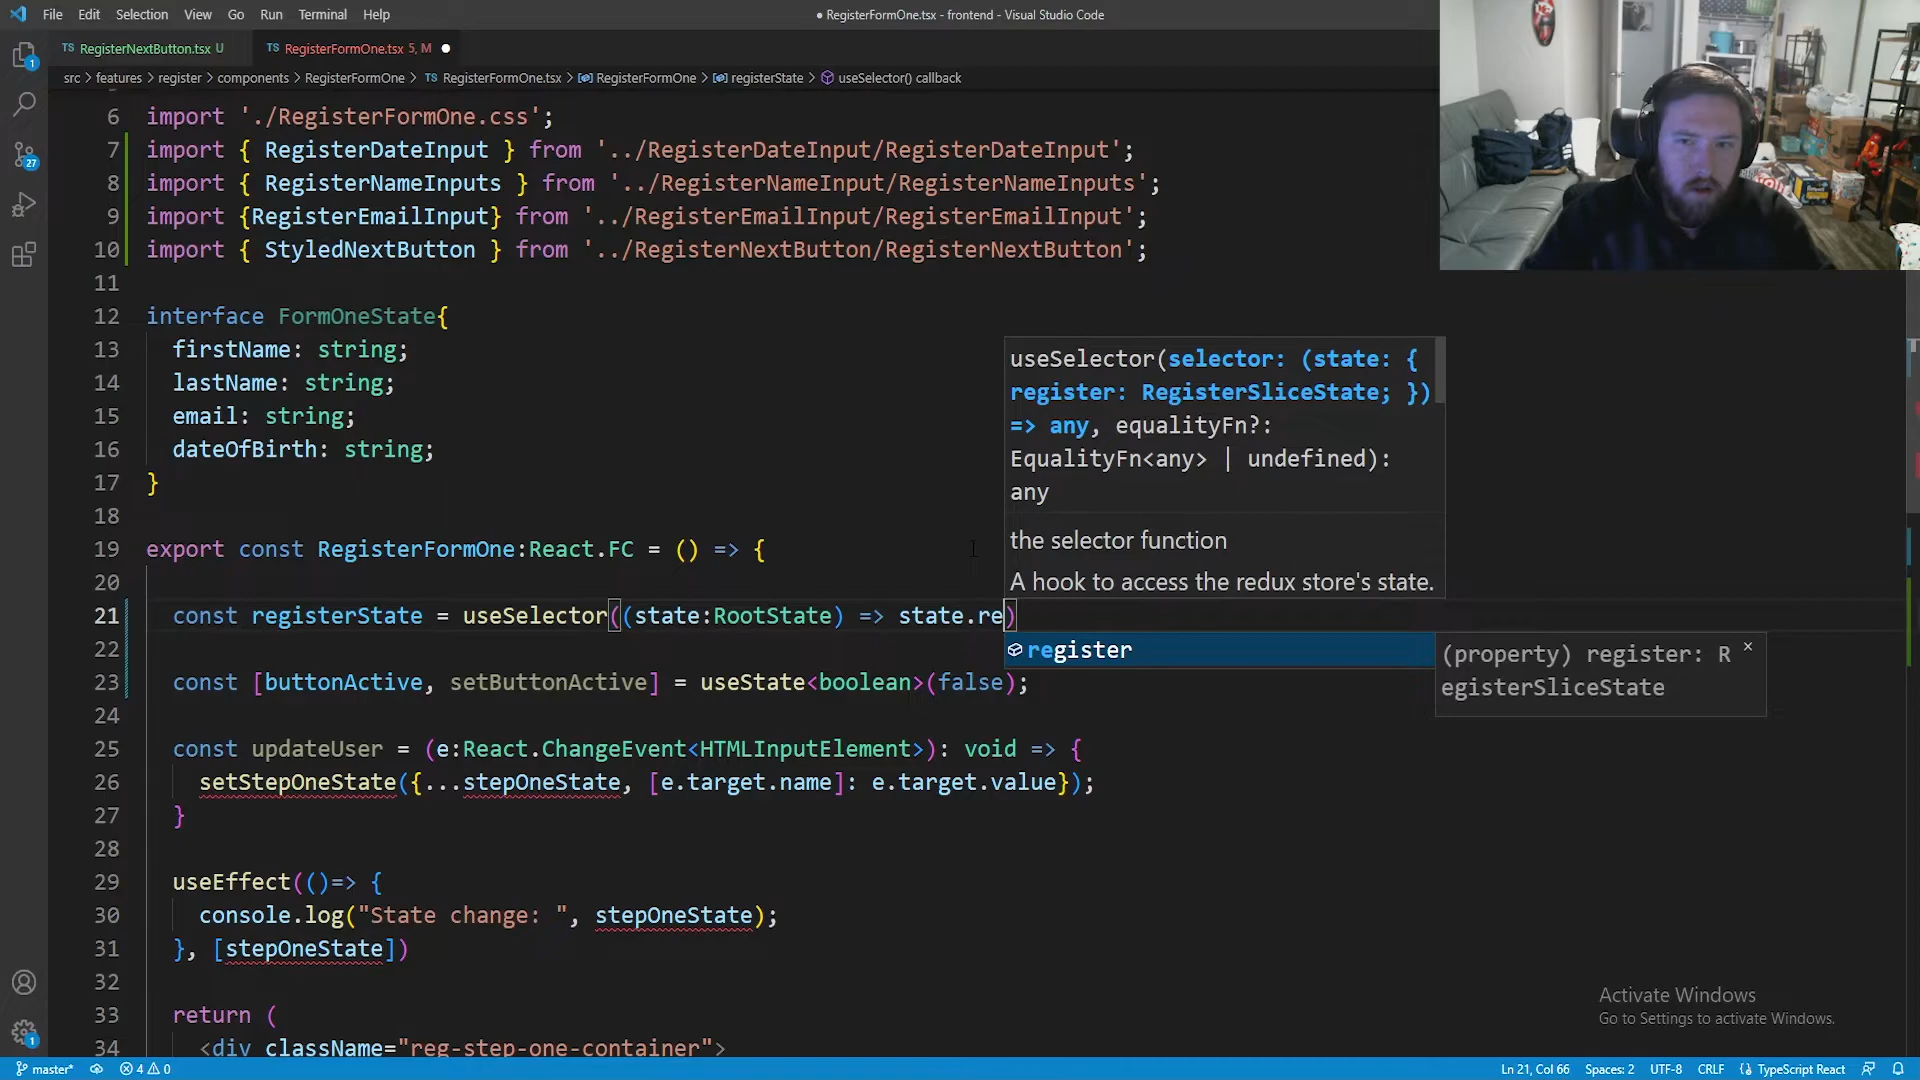 File Edit Selection View Go Run Terminal Help
● RegisterFormOne.tsx - frontend - Visual Studio Code
TS RegisterNextButton.tsx U
TS RegisterFormOne.tsx 5, M ●
src > features > register > components > RegisterFormOne > TS RegisterFormOne.tsx > RegisterFormOne > registerState > useSelector() callback
6 import './RegisterFormOne.css';
7 import { RegisterDateInput } from '../RegisterDateInput/RegisterDateInput';
8 import { RegisterNameInputs } from '../RegisterNameInput/RegisterNameInputs';
9 import {RegisterEmailInput} from '../RegisterEmailInput/RegisterEmailInput';
10 import { StyledNextButton } from '../RegisterNextButton/RegisterNextButton';
11
12 interface FormOneState{
13 firstName: string;
14 lastName: string;
15 email: string;
16 dateOfBirth: string;
17 }
18
19 export const RegisterFormOne:React.FC = () => {
20
21 const registerState = useSelector((state:RootState) => state.re)
22
23 const [buttonActive, setButtonActive] = useState<boolean>(false);
24
25 const updateUser = (e:React.ChangeEvent<HTMLInputElement>): void => {
26 setStepOneState({...stepOneState, [e.target.name]: e.target.value});
27 }
28
29 useEffect(()=> {
30 console.log("State change: ", stepOneState);
31 }, [stepOneState])
32
33 return (
34 <div className="reg-step-one-container">
useSelector(selector: (state: {
register: RegisterSliceState; })
=> any, equalityFn?:
EqualityFn<any> | undefined):
any
the selector function
A hook to access the redux store's state.
register
(property) register: R
egisterSliceState
×
1
27
1
Activate Windows
Go to Settings to activate Windows.
master* 4 0
Ln 21, Col 66 Spaces: 2 UTF-8 CRLF TypeScript React